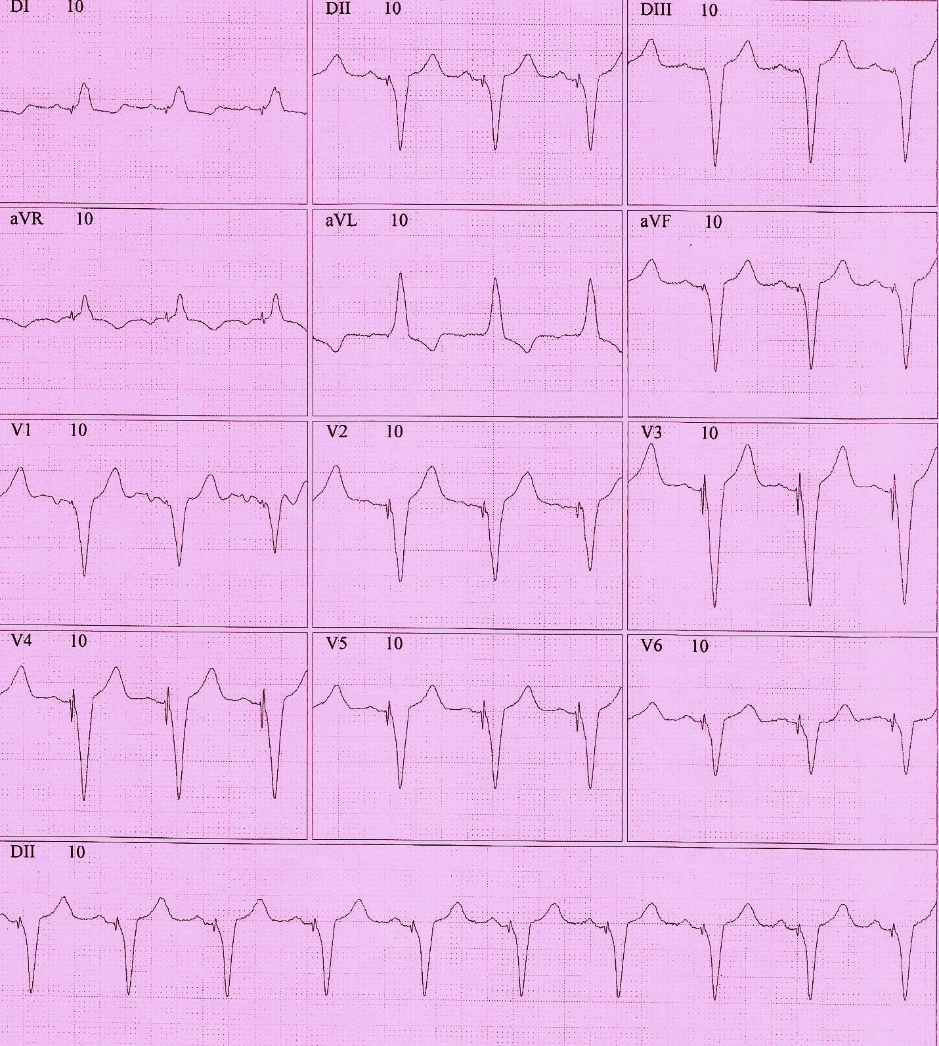 DI 10
DII 10
DIII 10
aVR 10
aVL 10
aVF 10
V1 10
V2 10
V3 10
V4 10
V5 10
V6 10
DII 10